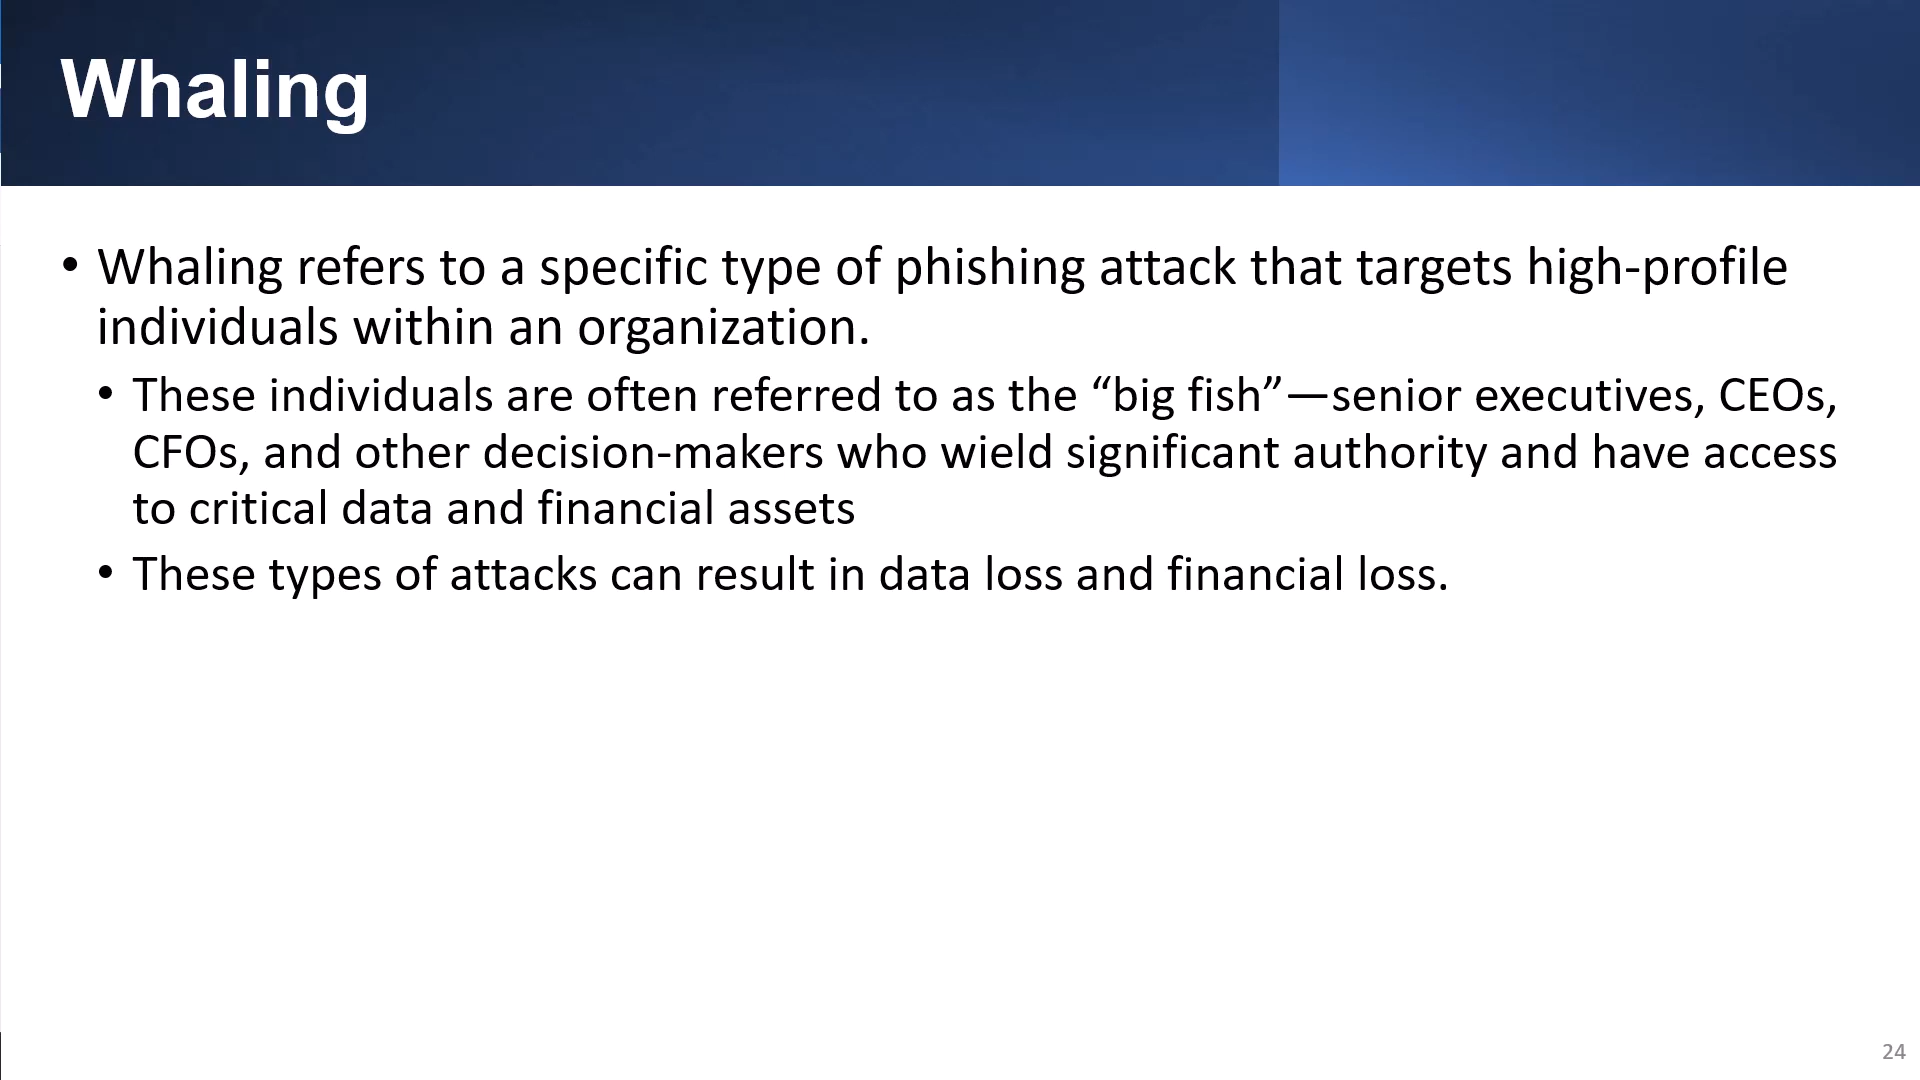 Whaling
• Whaling refers to a specific type of phishing attack that targets high-profile
individuals within an organization.
• These individuals are often referred to as the “big fish”—senior executives, CEOs,
CFOs, and other decision-makers who wield significant authority and have access
to critical data and financial assets
• These types of attacks can result in data loss and financial loss.
24